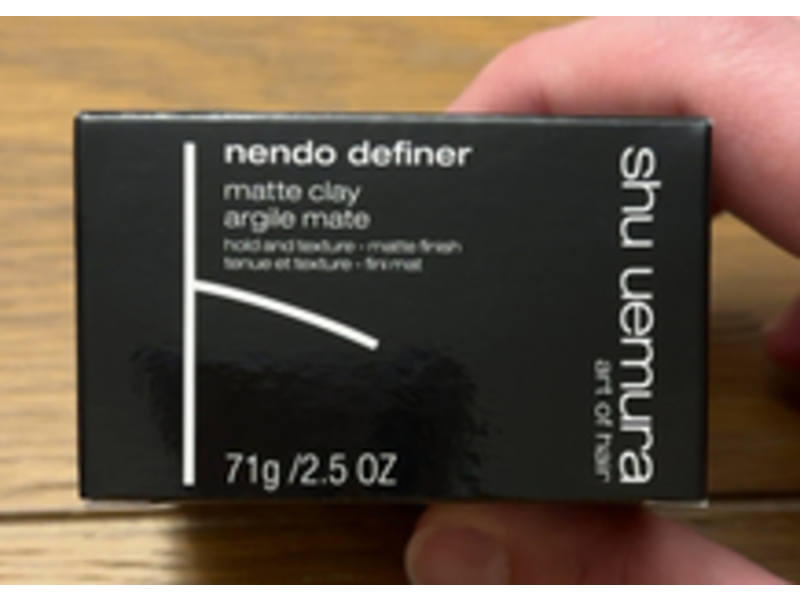 nendo definer
matte clay
argile mate
hold and texture - matte finish
tenue et texture - fini mat
71g /2.5 OZ
shu uemura
art of hair